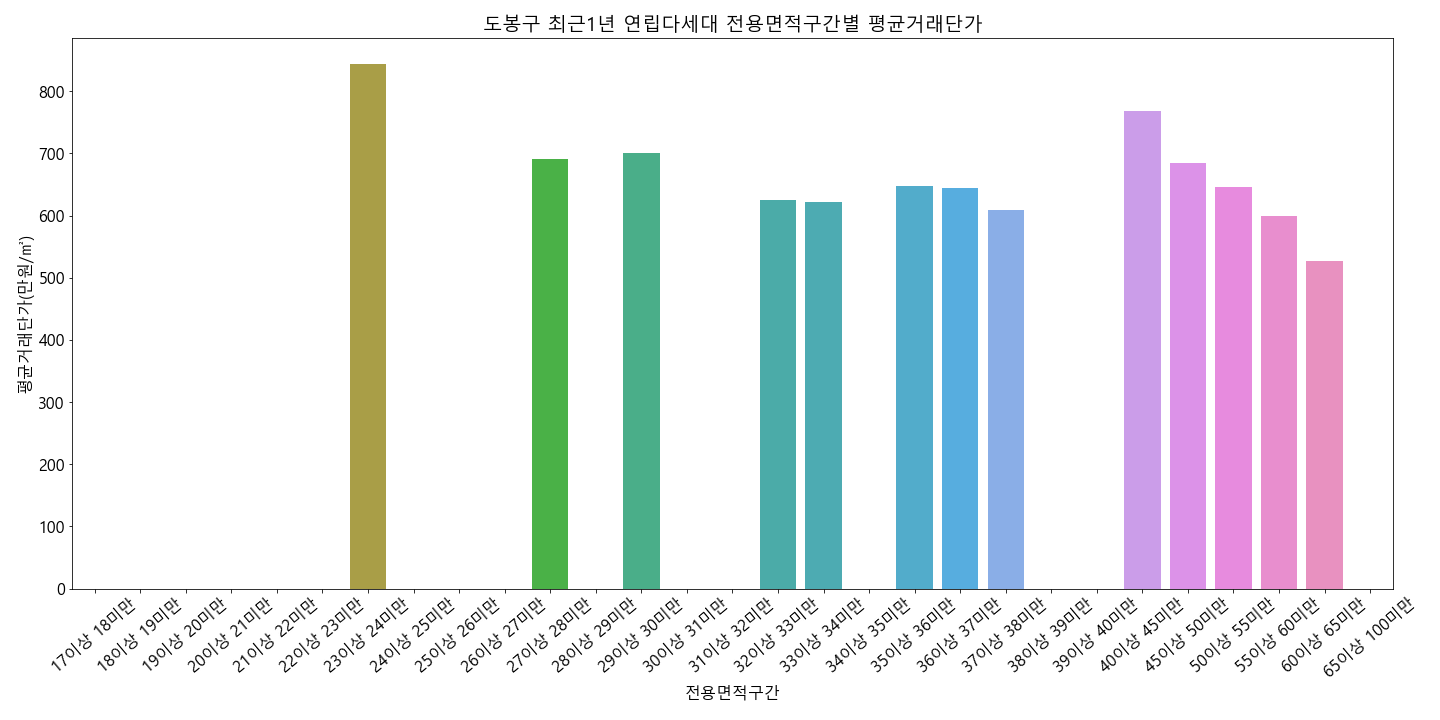 도봉구 최근1년 연립다세대 전용면적구간별 평균거래단가
평균거래단가(만원/㎡)
800
700
600
500
400
300
200
100
0
17이상 18미만
18이상 19미만
19이상 20미만
20이상 21미만
21이상 22미만
22이상 23미만
23이상 24미만
24이상 25미만
25이상 26미만
26이상 27미만
27이상 28미만
28이상 29미만
29이상 30미만
30이상 31미만
31이상 32미만
32이상 33미만
33이상 34미만
34이상 35미만
35이상 36미만
36이상 37미만
37이상 38미만
38이상 39미만
39이상 40미만
40이상 45미만
45이상 50미만
50이상 55미만
55이상 60미만
60이상 65미만
65이상 100미만
전용면적구간